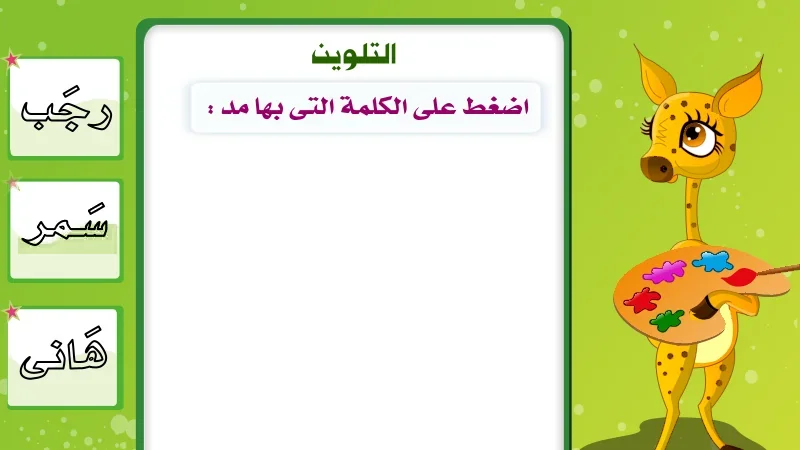 التلوين
اضغط على الكلمة التى بها مد :
رجَب
سَمر
هَانى